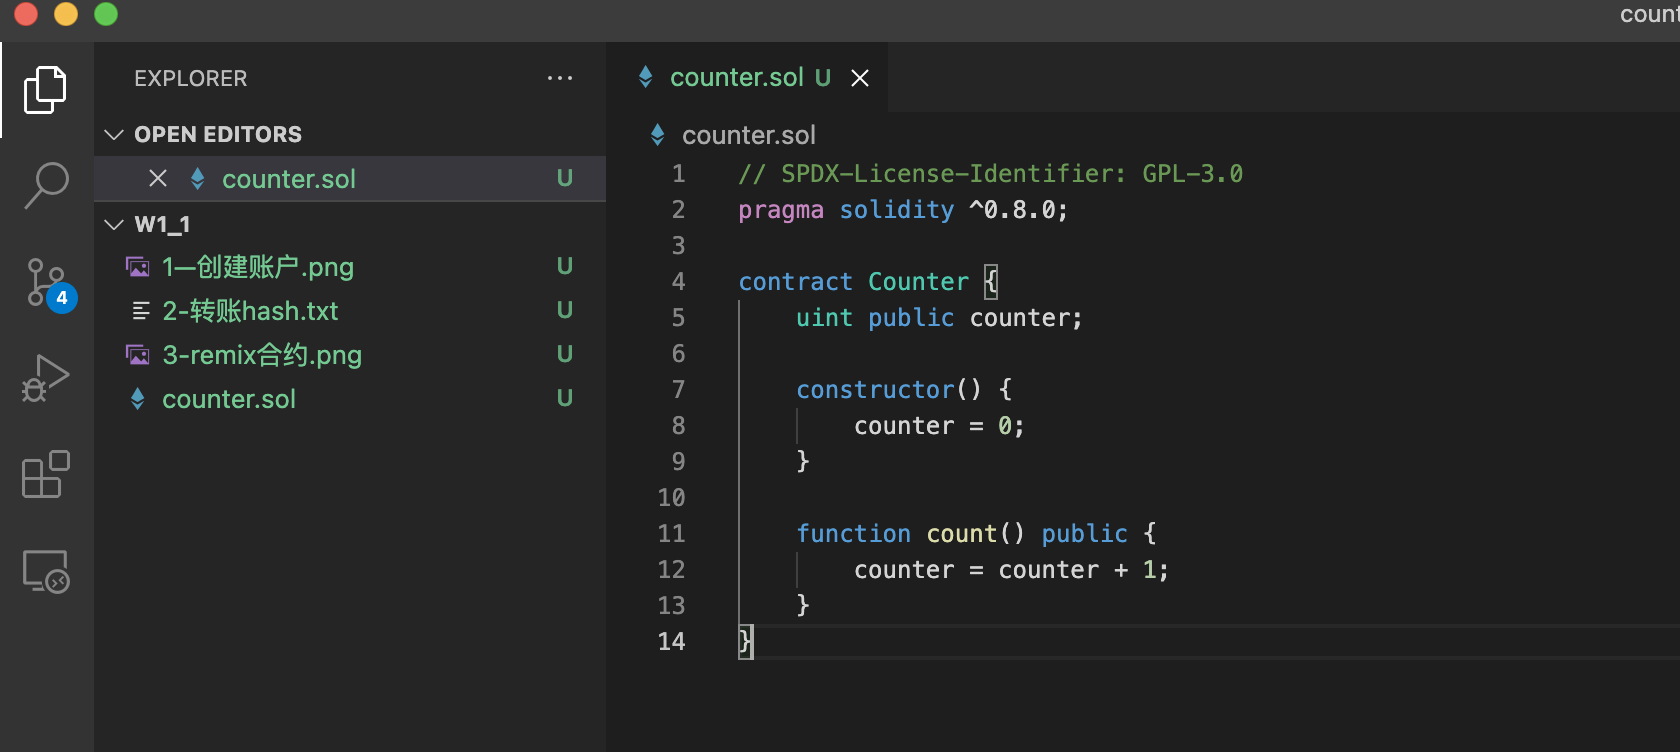 coun
EXPLORER ...
OPEN EDITORS
counter.sol U
W1_1
1—创建账户.png U
2-转账hash.txt U
3-remix合约.png U
counter.sol U
4
counter.sol U
counter.sol
1 // SPDX-License-Identifier: GPL-3.0
2 pragma solidity ^0.8.0;
3
4 contract Counter {
5 uint public counter;
6
7 constructor() {
8 counter = 0;
9 }
10
11 function count() public {
12 counter = counter + 1;
13 }
14 }